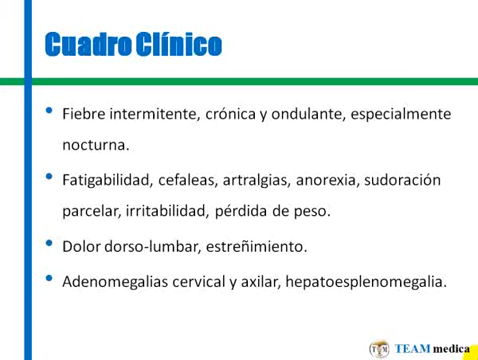 Cuadro Clínico
• Fiebre intermitente, crónica y ondulante, especialmente
nocturna.
• Fatigabilidad, cefaleas, artralgias, anorexia, sudoración
parcelar, irritabilidad, pérdida de peso.
• Dolor dorso-lumbar, estreñimiento.
• Adenomegalias cervical y axilar, hepatoesplenomegalia.
TEAM medica